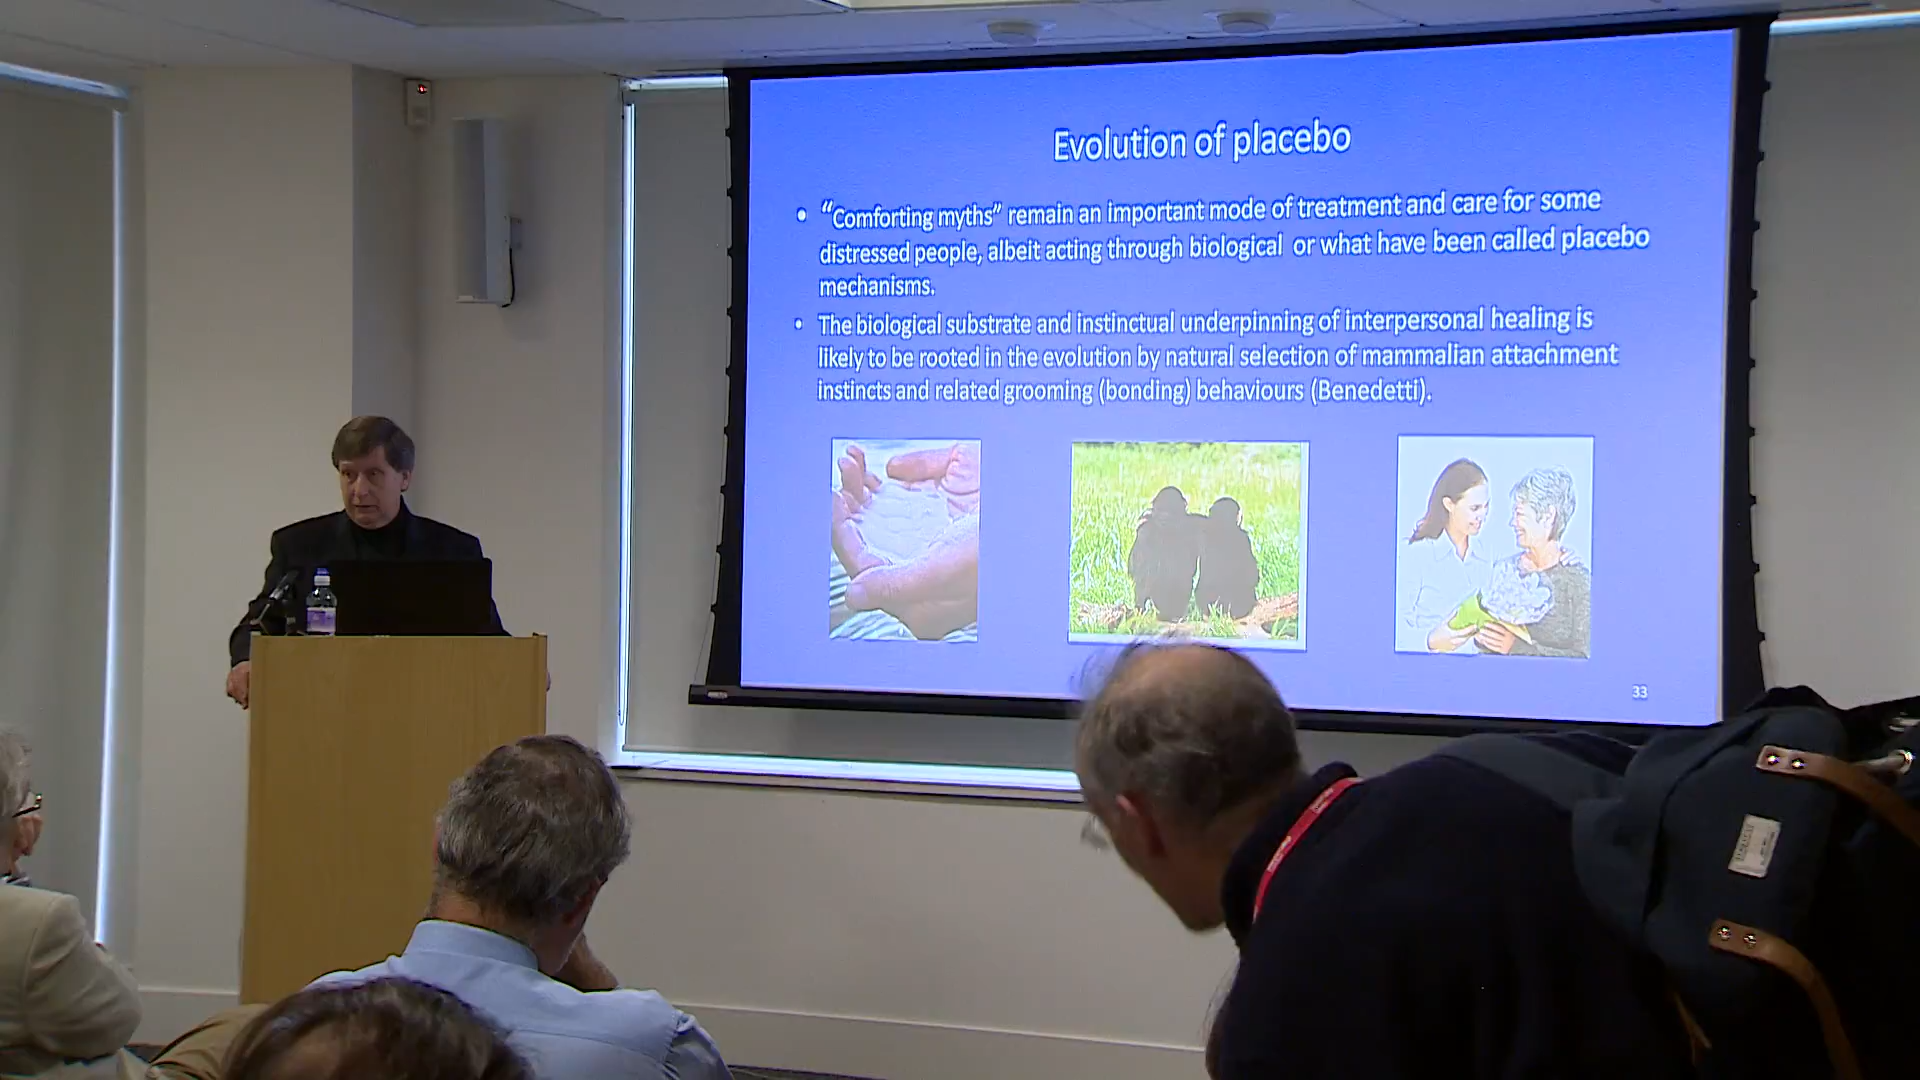 Evolution of placebo
• “Comforting myths” remain an important mode of treatment and care for some
distressed people, albeit acting through biological or what have been called placebo
mechanisms.
• The biological substrate and instinctual underpinning of interpersonal healing is
likely to be rooted in the evolution by natural selection of mammalian attachment
instincts and related grooming (bonding) behaviours (Benedetti).
33